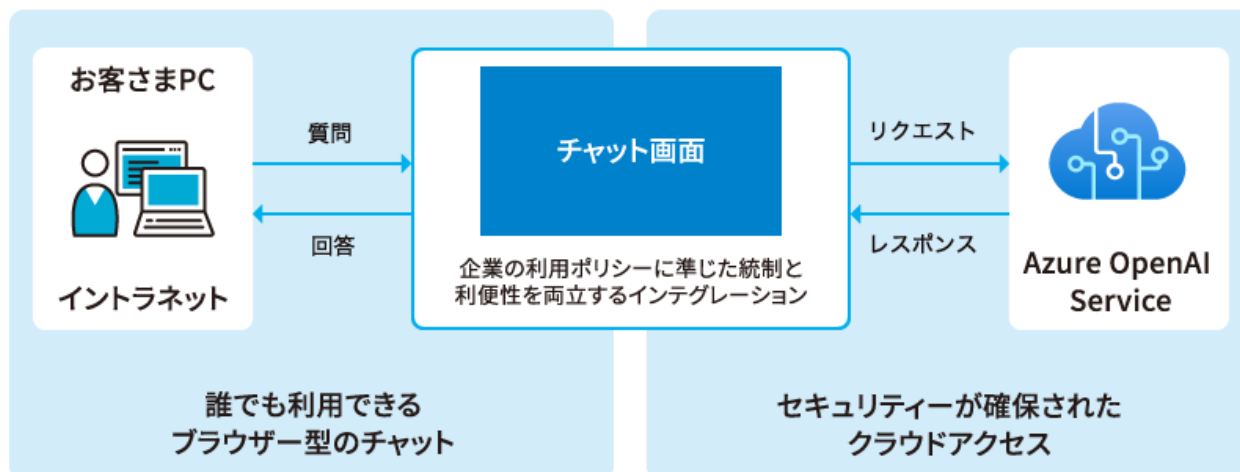 お客さまPC
イントラネット
質問
回答
チャット画面
企業の利用ポリシーに準じた統制と
利便性を両立するインテグレーション
リクエスト
レスポンス
Azure OpenAI
Service
誰でも利用できる
ブラウザー型のチャット
セキュリティーが確保された
クラウドアクセス